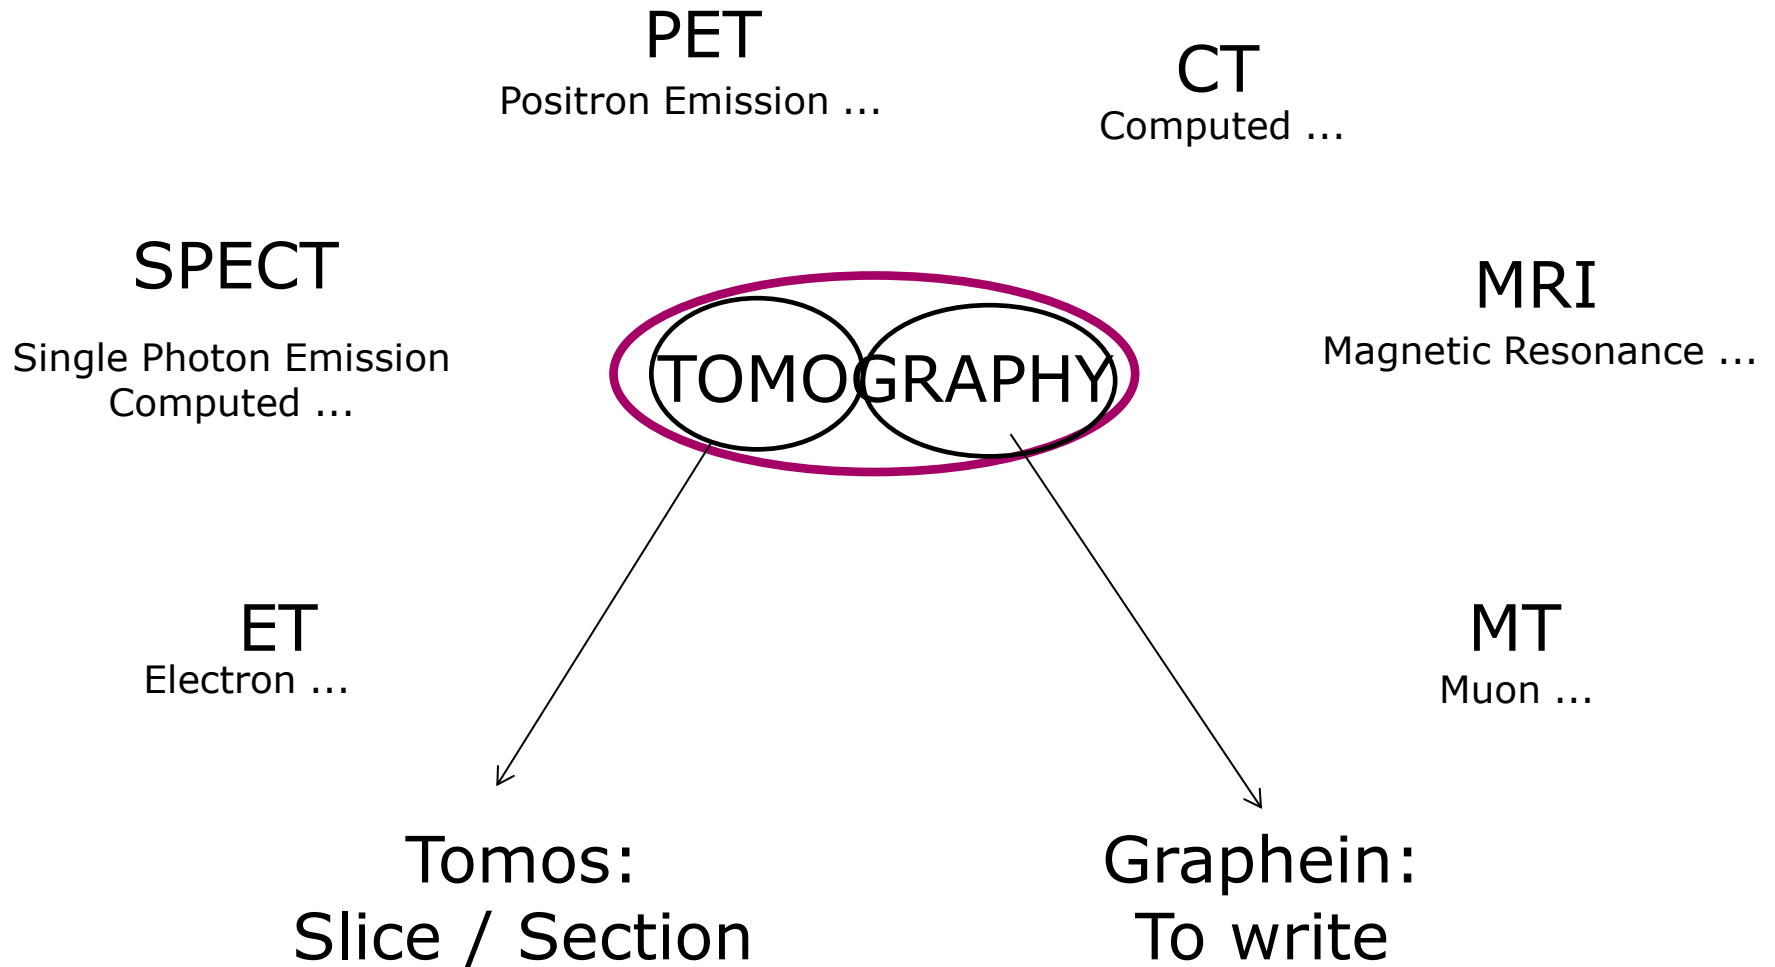 PET
Positron Emission …
CT
Computed …
SPECT
Single Photon Emission
Computed …
MRI
Magnetic Resonance …
TOMOGRAPHY
ET
Electron …
MT
Muon …
Tomos:
Slice / Section
Graphein:
To write